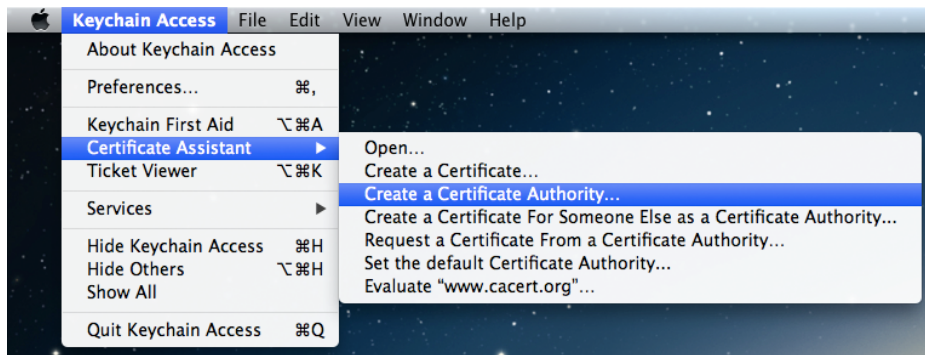 Keychain Access File Edit View Window Help
About Keychain Access
Preferences... ⌘,
Keychain First Aid ⌥⌘A
Certificate Assistant ▶
Ticket Viewer ⌥⌘K
Services ▶
Hide Keychain Access ⌘H
Hide Others ⌥⌘H
Show All
Quit Keychain Access ⌘Q
Open...
Create a Certificate...
Create a Certificate Authority...
Create a Certificate For Someone Else as a Certificate Authority...
Request a Certificate From a Certificate Authority...
Set the default Certificate Authority...
Evaluate “www.cacert.org”...